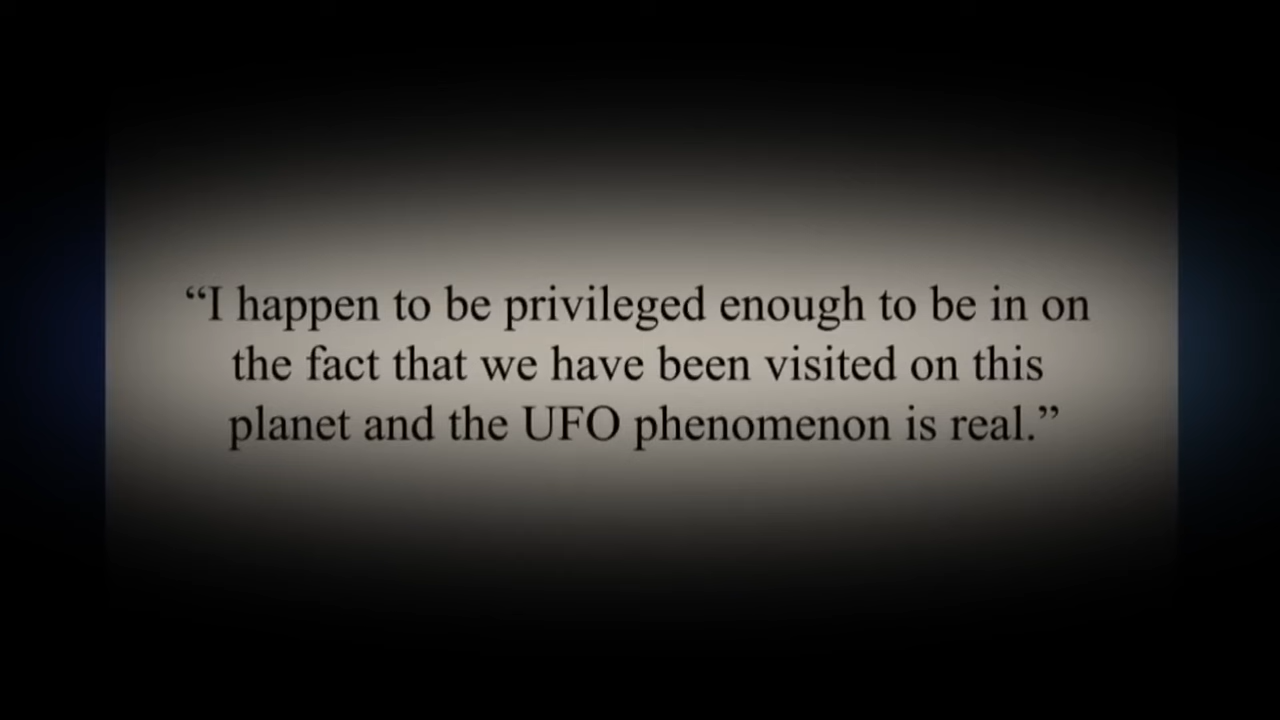 “I happen to be privileged enough to be in on
the fact that we have been visited on this
planet and the UFO phenomenon is real.”